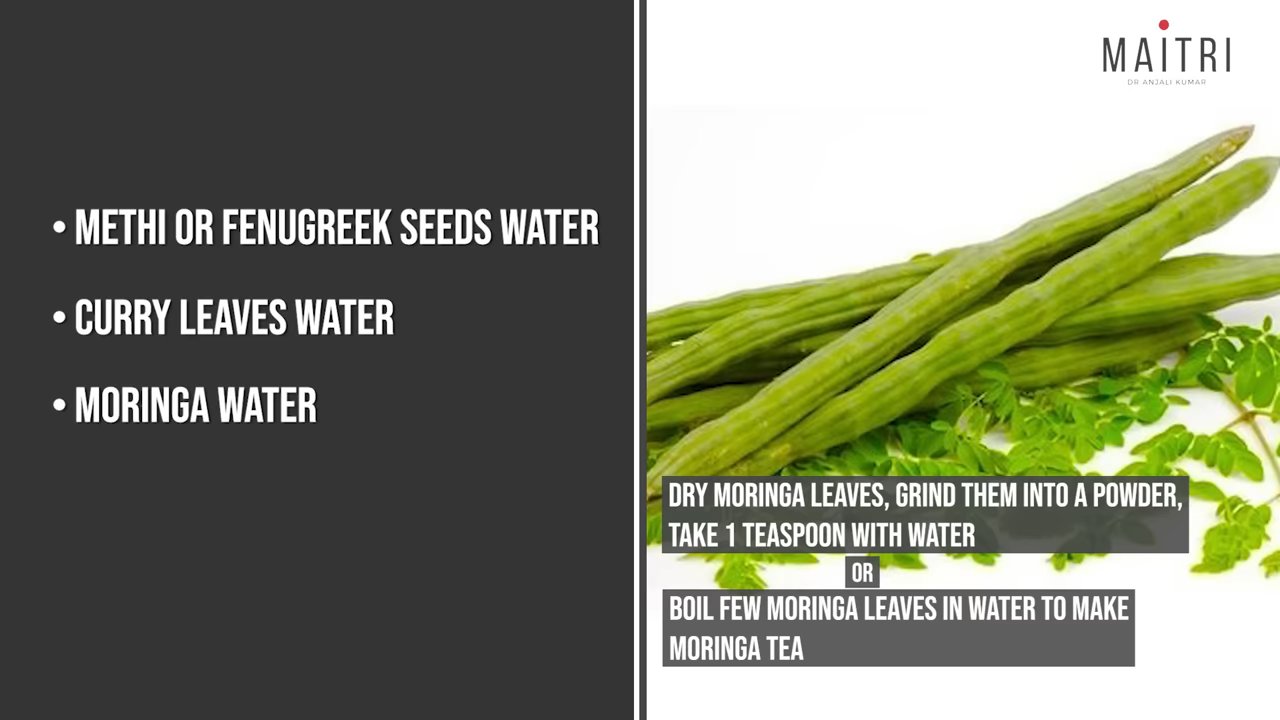 • METHI OR FENUGREEK SEEDS WATER
• CURRY LEAVES WATER
• MORINGA WATER
MAITRI
DR ANJALI KUMAR
DRY MORINGA LEAVES, GRIND THEM INTO A POWDER,
TAKE 1 TEASPOON WITH WATER
OR
BOIL FEW MORINGA LEAVES IN WATER TO MAKE
MORINGA TEA